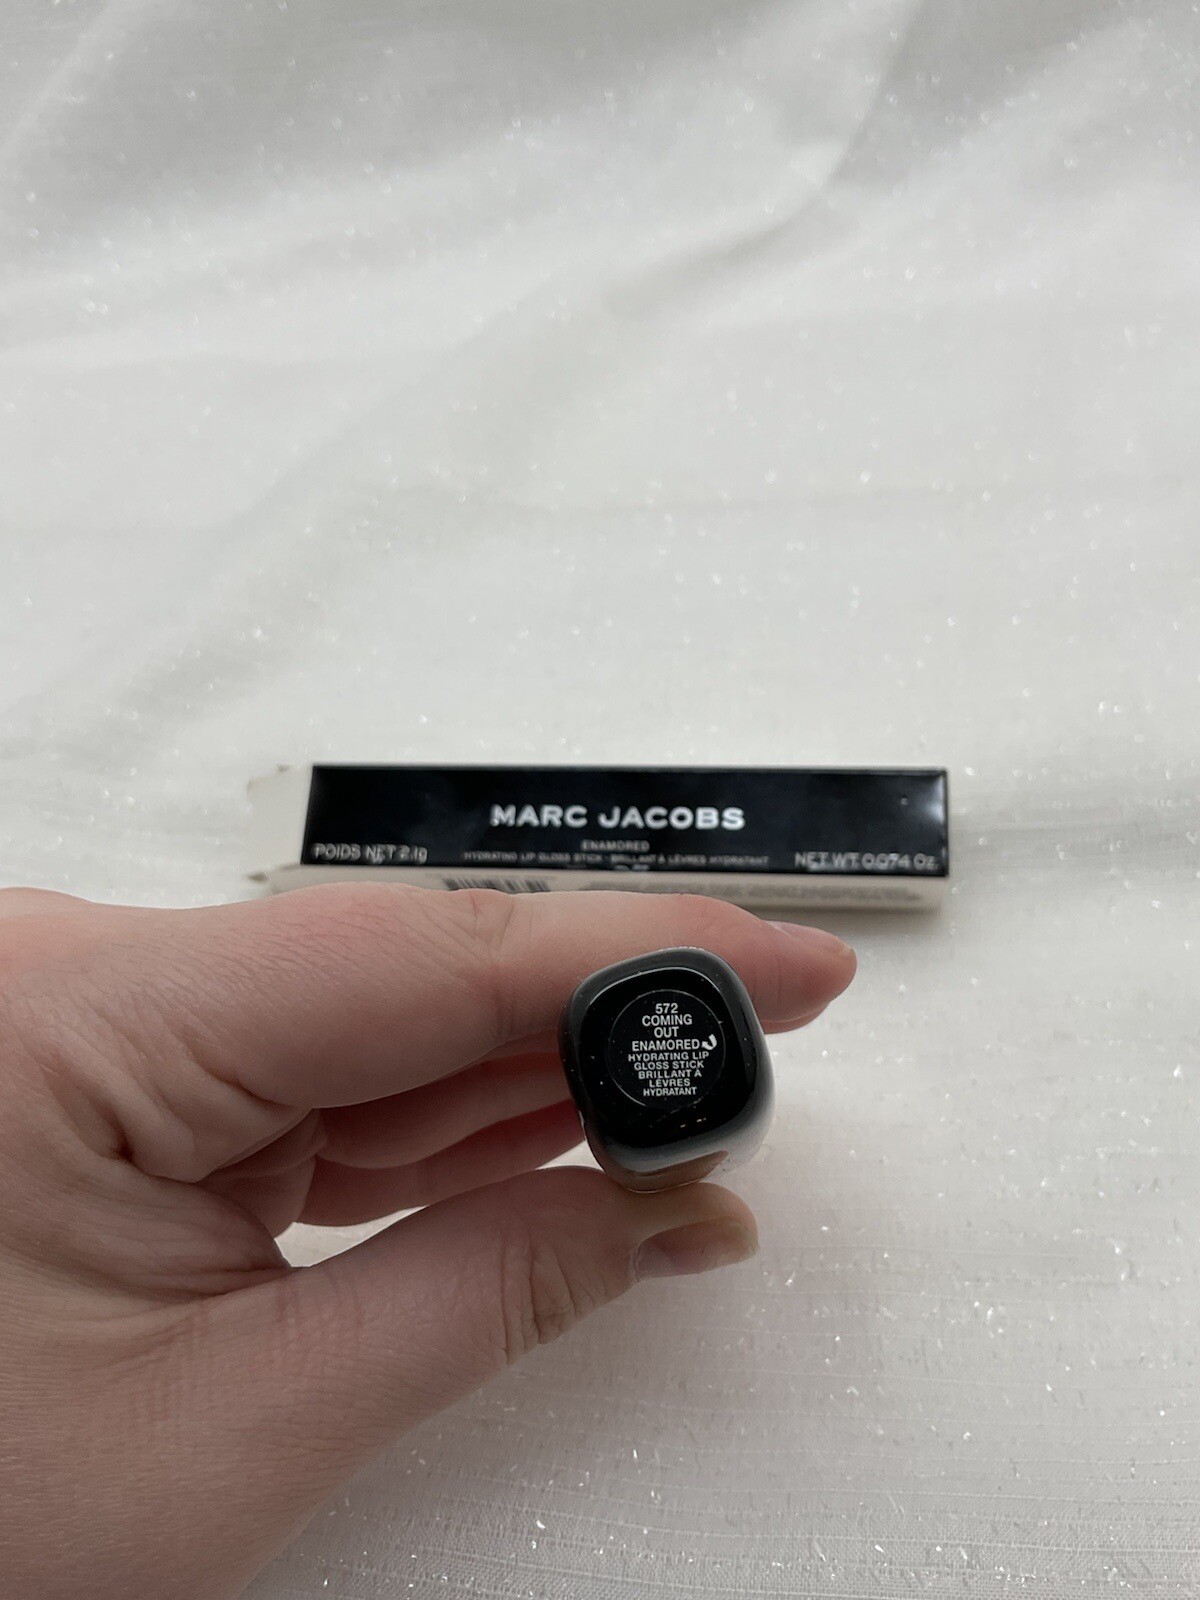 MARC JACOBS
ENAMORED
POIDS NET 2.1g
HYDRATING LIP GLOSS STICK • BRILLANT À LÈVRES HYDRATANT
NET WT. 0.074 Oz.
572
COMING
OUT
ENAMORED
HYDRATING LIP
GLOSS STICK
BRILLANT À
LÈVRES
HYDRATANT